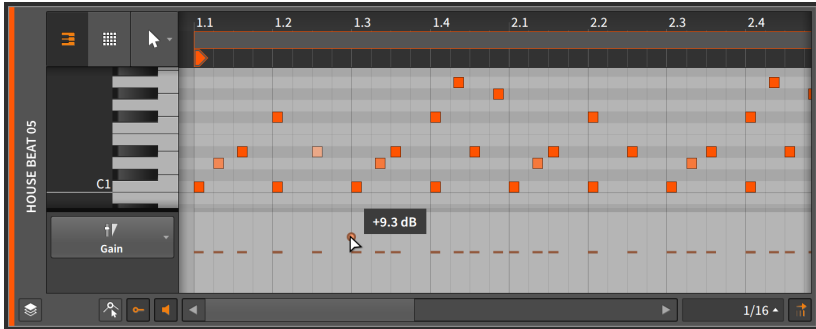 1.1 1.2 1.3 1.4 2.1 2.2 2.3 2.4
HOUSE BEAT 05
C1
+9.3 dB
Gain
1/16